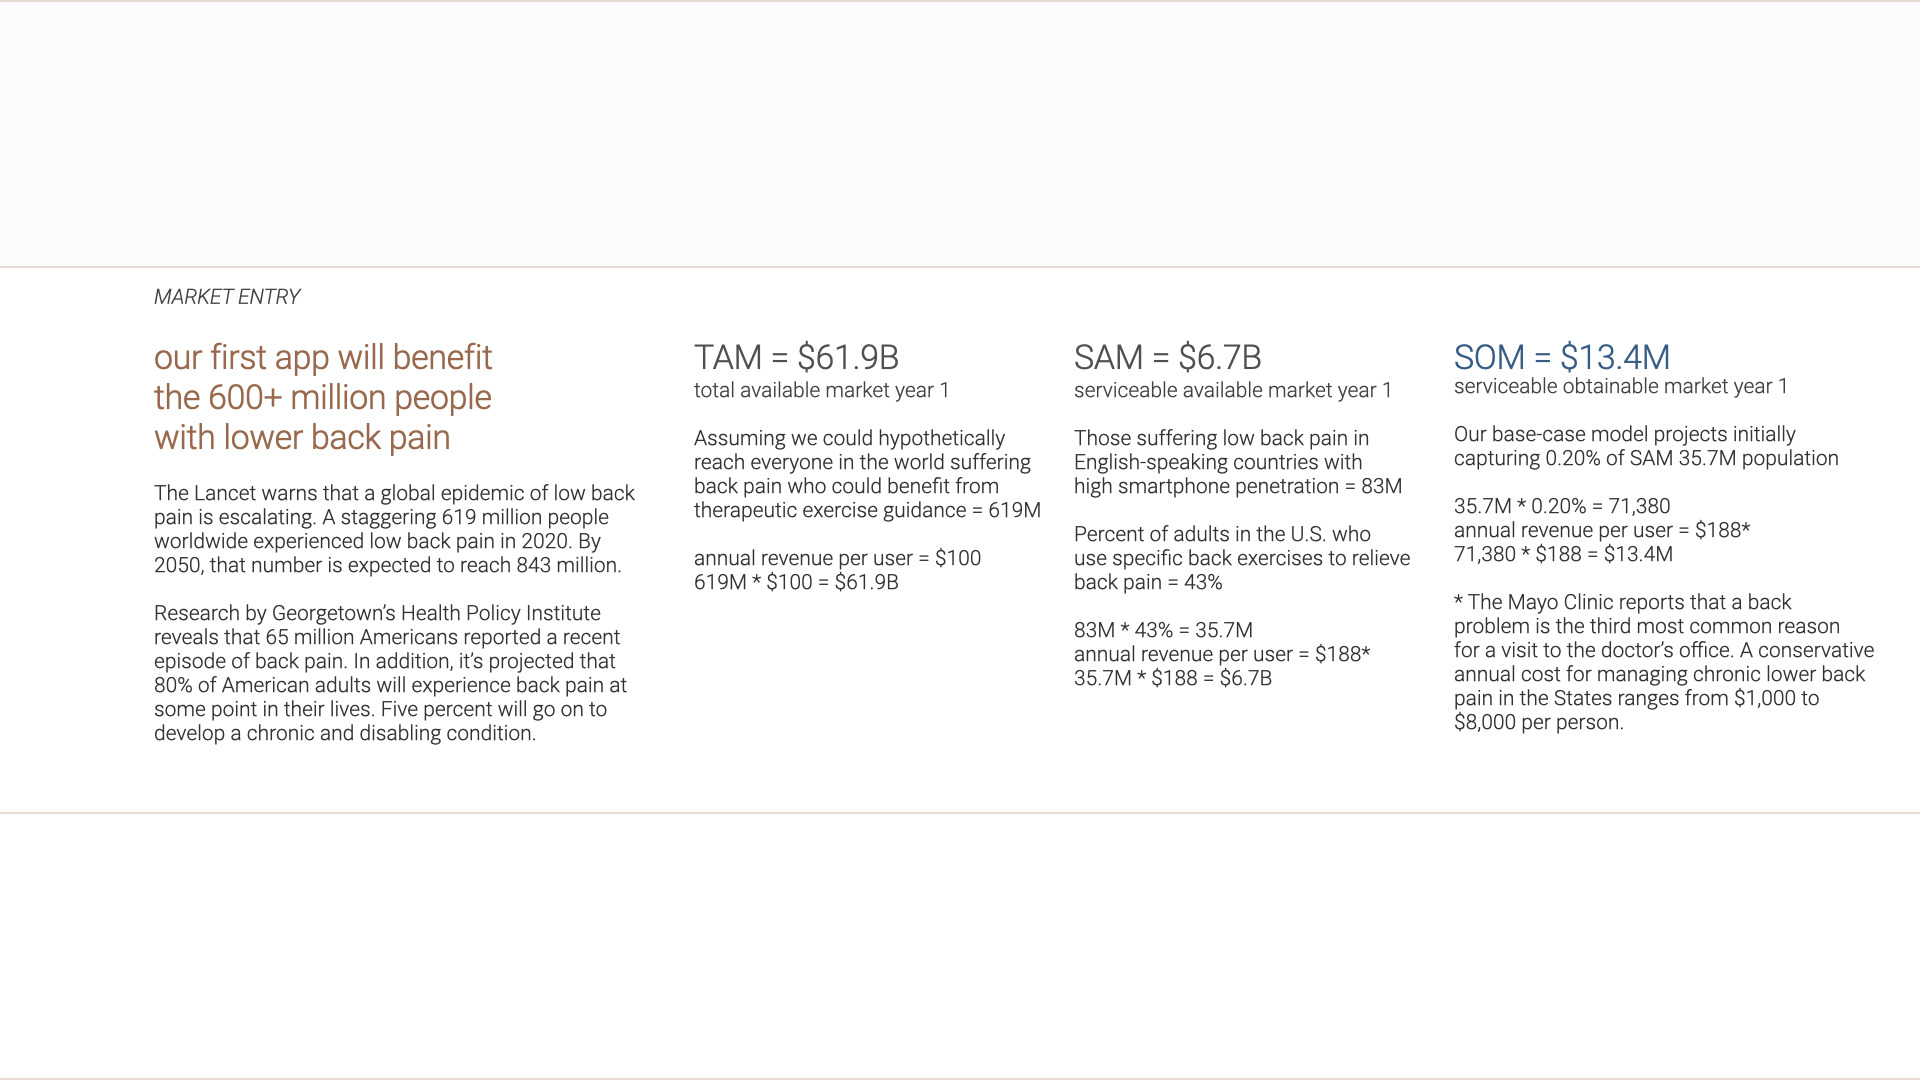 MARKET ENTRY
our first app will benefit
the 600+ million people
with lower back pain
The Lancet warns that a global epidemic of low back
pain is escalating. A staggering 619 million people
worldwide experienced low back pain in 2020. By
2050, that number is expected to reach 843 million.
Research by Georgetown's Health Policy Institute
reveals that 65 million Americans reported a recent
episode of back pain. In addition, it's projected that
80% of American adults will experience back pain at
some point in their lives. Five percent will go on to
develop a chronic and disabling condition.
TAM = $61.9B
total available market year 1
Assuming we could hypothetically
reach everyone in the world suffering
back pain who could benefit from
therapeutic exercise guidance = 619M
annual revenue per user = $100
619M * $100 = $61.9B
SAM = $6.7B
serviceable available market year 1
Those suffering low back pain in
English-speaking countries with
high smartphone penetration = 83M
Percent of adults in the U.S. who
use specific back exercises to relieve
back pain = 43%
83M * 43% = 35.7M
annual revenue per user = $188*
35.7M * $188 = $6.7B
SOM = $13.4M
serviceable obtainable market year 1
Our base-case model projects initially
capturing 0.20% of SAM 35.7M population
35.7M * 0.20% = 71,380
annual revenue per user = $188*
71,380 * $188 = $13.4M
* The Mayo Clinic reports that a back
problem is the third most common reason
for a visit to the doctor's office. A conservative
annual cost for managing chronic lower back
pain in the States ranges from $1,000 to
$8,000 per person.